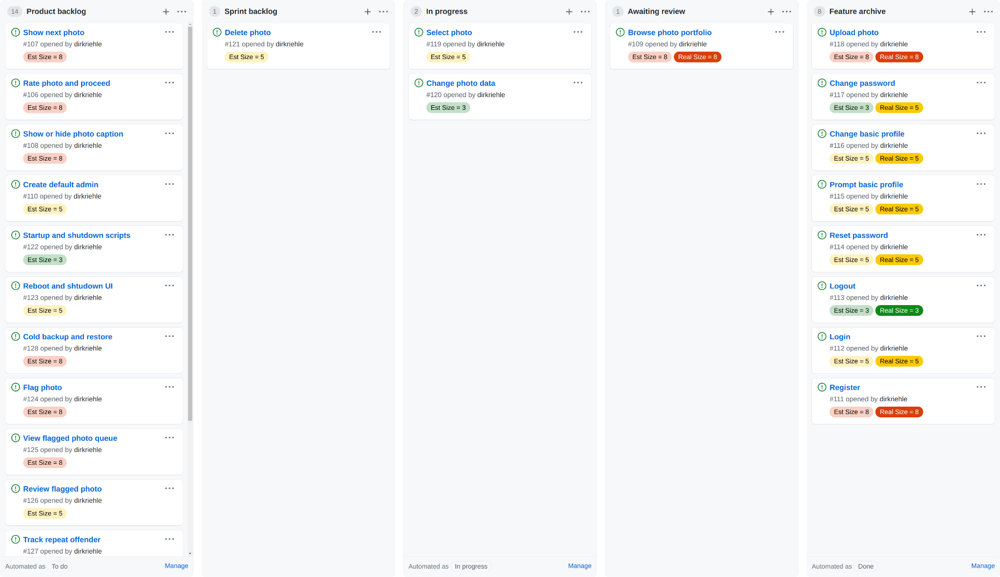 14 Product backlog
Show next photo
#107 opened by dirkriehle
Est Size = 8
Rate photo and proceed
#106 opened by dirkriehle
Est Size = 8
Show or hide photo caption
#108 opened by dirkriehle
Est Size = 8
Create default admin
#110 opened by dirkriehle
Est Size = 5
Startup and shutdown scripts
#122 opened by dirkriehle
Est Size = 3
Reboot and shtudown UI
#123 opened by dirkriehle
Est Size = 5
Cold backup and restore
#128 opened by dirkriehle
Est Size = 8
Flag photo
#124 opened by dirkriehle
Est Size = 8
View flagged photo queue
#125 opened by dirkriehle
Est Size = 8
Review flagged photo
#126 opened by dirkriehle
Est Size = 5
Track repeat offender
#127 opened by dirkriehle
Automated as To do Manage
1 Sprint backlog
Delete photo
#121 opened by dirkriehle
Est Size = 5
2 In progress
Select photo
#119 opened by dirkriehle
Est Size = 5
Change photo data
#120 opened by dirkriehle
Est Size = 3
Automated as In progress Manage
1 Awaiting review
Browse photo portfolio
#109 opened by dirkriehle
Est Size = 8 Real Size = 8
8 Feature archive
Upload photo
#118 opened by dirkriehle
Est Size = 8 Real Size = 8
Change password
#117 opened by dirkriehle
Est Size = 3 Real Size = 5
Change basic profile
#116 opened by dirkriehle
Est Size = 5 Real Size = 5
Prompt basic profile
#115 opened by dirkriehle
Est Size = 5 Real Size = 5
Reset password
#114 opened by dirkriehle
Est Size = 5 Real Size = 5
Logout
#113 opened by dirkriehle
Est Size = 3 Real Size = 3
Login
#112 opened by dirkriehle
Est Size = 5 Real Size = 5
Register
#111 opened by dirkriehle
Est Size = 8 Real Size = 8
Automated as Done Manage